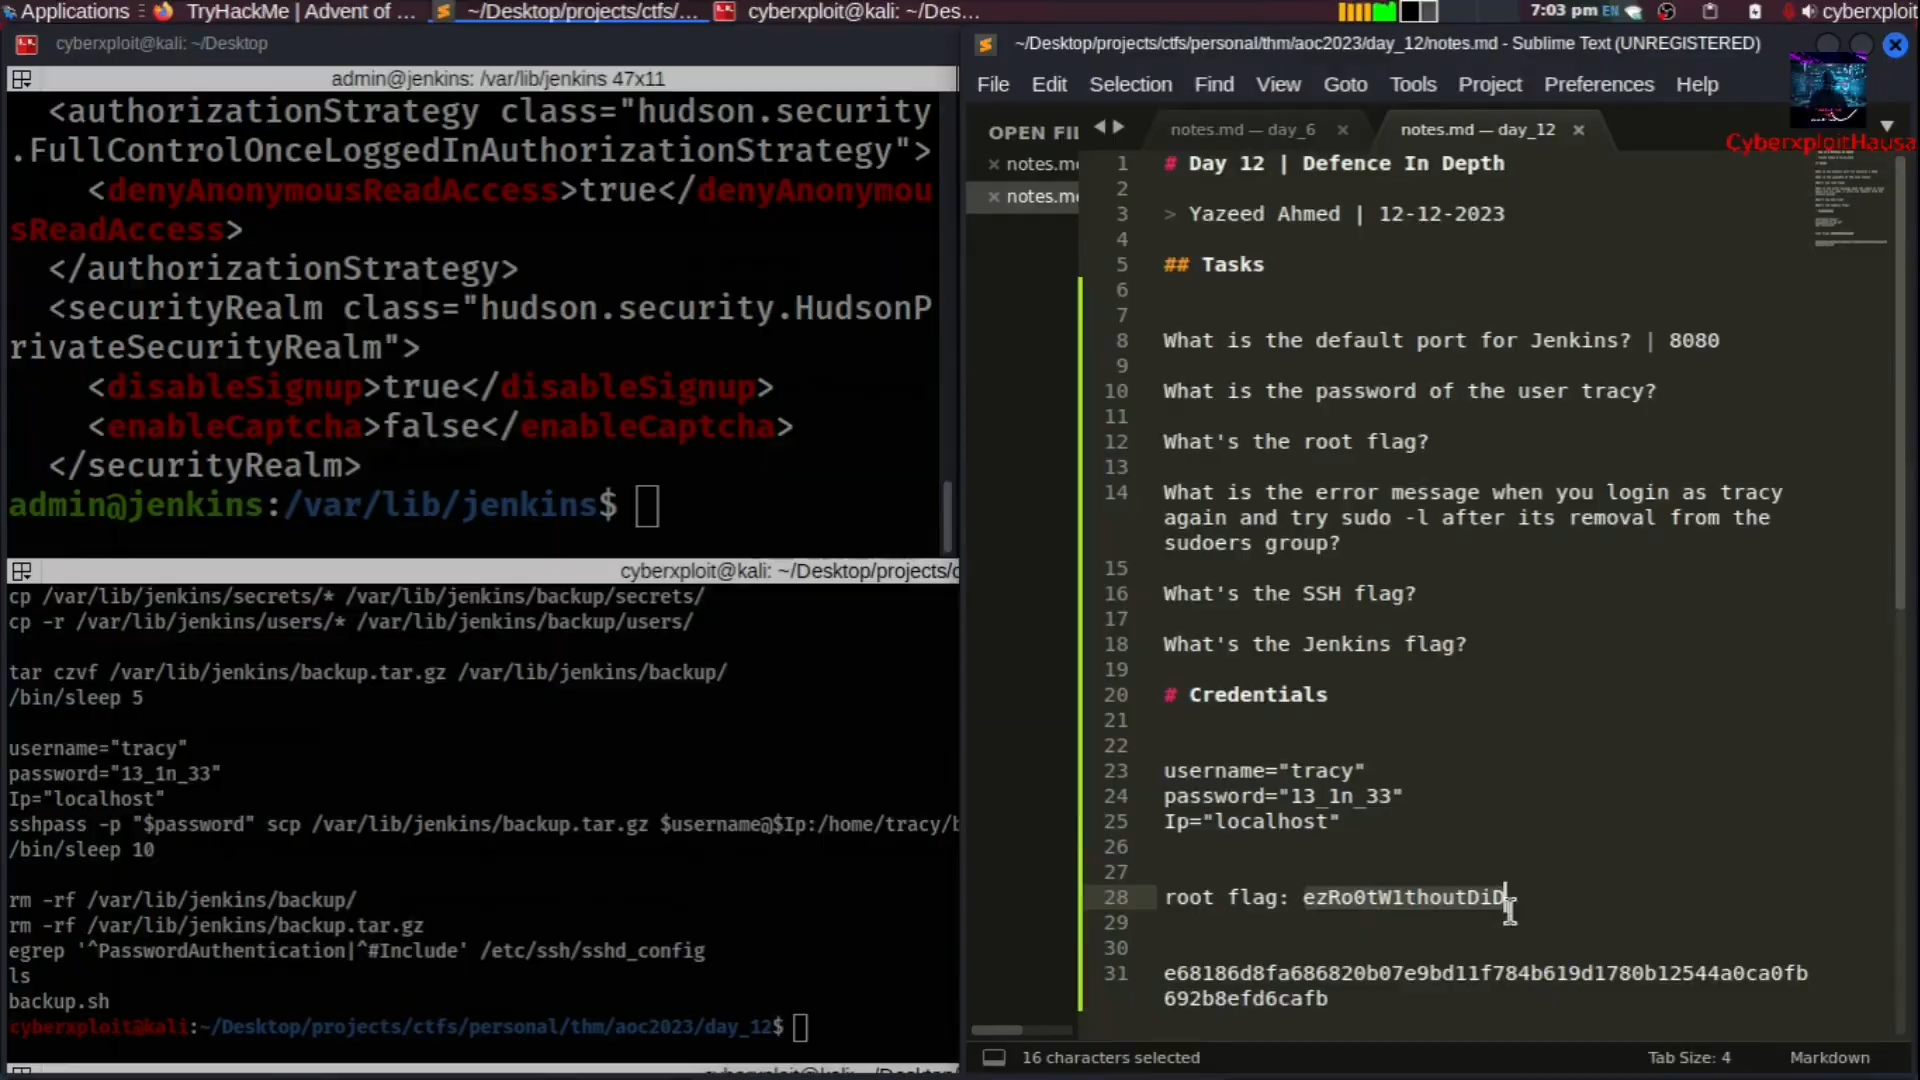 Applications
TryHackMe | Advent of ...
~/Desktop/projects/ctfs/...
cyberxploit@kali: ~/Des...
7:03 pm EN
cyberxploit
cyberxploit@kali: ~/Desktop
admin@jenkins: /var/lib/jenkins 47x11
<authorizationStrategy class="hudson.security
.FullControlOnceLoggedInAuthorizationStrategy">
<denyAnonymousReadAccess>true</denyAnonymou
sReadAccess>
</authorizationStrategy>
<securityRealm class="hudson.security.HudsonP
rivateSecurityRealm">
<disableSignup>true</disableSignup>
<enableCaptcha>false</enableCaptcha>
</securityRealm>
admin@jenkins:/var/lib/jenkins$
cyberxploit@kali: ~/Desktop/projects/c
cp /var/lib/jenkins/secrets/* /var/lib/jenkins/backup/secrets/
cp -r /var/lib/jenkins/users/* /var/lib/jenkins/backup/users/
tar czvf /var/lib/jenkins/backup.tar.gz /var/lib/jenkins/backup/
/bin/sleep 5
username="tracy"
password="13_1n_33"
Ip="localhost"
sshpass -p "$password" scp /var/lib/jenkins/backup.tar.gz $username@$Ip:/home/tracy/b
/bin/sleep 10
rm -rf /var/lib/jenkins/backup/
rm -rf /var/lib/jenkins/backup.tar.gz
egrep '^PasswordAuthentication|^#Include' /etc/ssh/sshd_config
ls
backup.sh
cyberxploit@kali:~/Desktop/projects/ctfs/personal/thm/aoc2023/day_12$
~/Desktop/projects/ctfs/personal/thm/aoc2023/day_12/notes.md - Sublime Text (UNREGISTERED)
File Edit Selection Find View Goto Tools Project Preferences Help
CyberxploitHausa
OPEN FIL
notes.md — day_6
notes.md — day_12
notes.m
notes.m
1 # Day 12 | Defence In Depth
2
3 > Yazeed Ahmed | 12-12-2023
4
5 ## Tasks
6
7
8 What is the default port for Jenkins? | 8080
9
10 What is the password of the user tracy?
11
12 What's the root flag?
13
14 What is the error message when you login as tracy
again and try sudo -l after its removal from the
sudoers group?
15
16 What's the SSH flag?
17
18 What's the Jenkins flag?
19
20 # Credentials
21
22
23 username="tracy"
24 password="13_1n_33"
25 Ip="localhost"
26
27
28 root flag: ezRo0tW1thoutDiD
29
30
31 e68186d8fa686820b07e9bd11f784b619d1780b12544a0ca0fb
692b8efd6cafb
16 characters selected
Tab Size: 4
Markdown